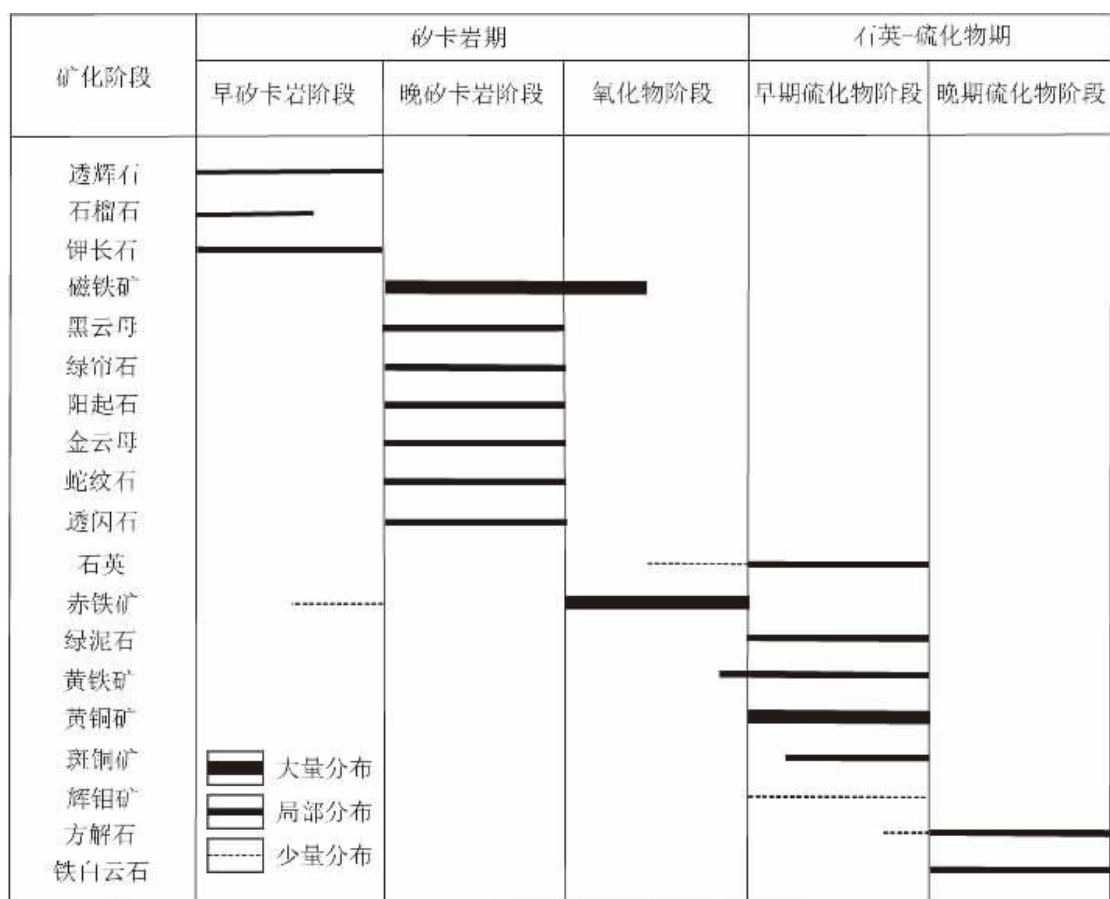 矽卡岩期
石英-硫化物期
矿化阶段
早矽卡岩阶段
晚矽卡岩阶段
氧化物阶段
早期硫化物阶段
晚期硫化物阶段
透辉石
石榴石
钾长石
磁铁矿
黑云母
绿帘石
阳起石
金云母
蛇纹石
透闪石
石英
赤铁矿
绿泥石
黄铁矿
黄铜矿
斑铜矿
辉钼矿
方解石
铁白云石
大量分布
局部分布
少量分布